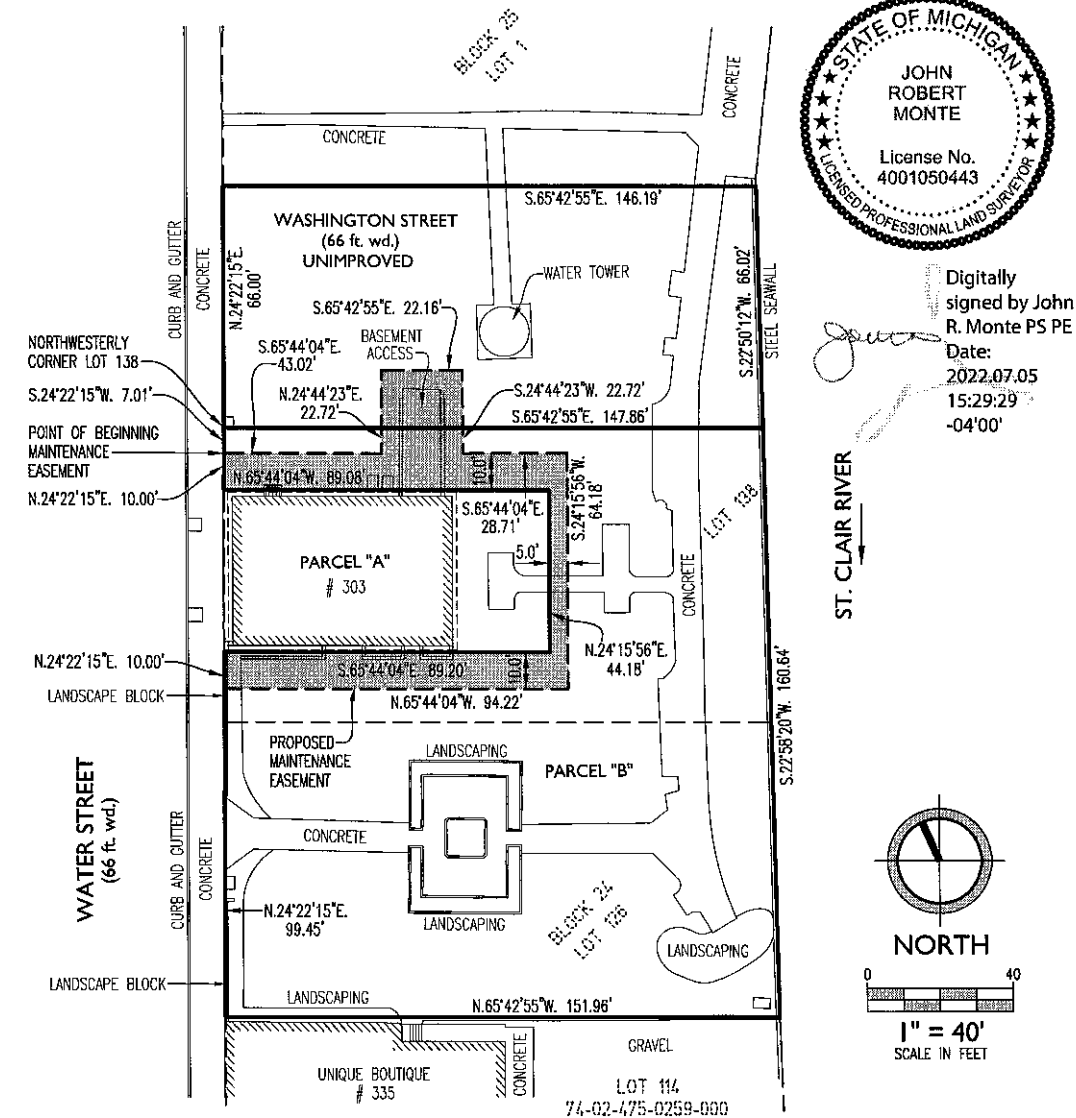 BLOCK 25
LOT 1
CONCRETE
CONCRETE
STATE OF MICHIGAN
JOHN
ROBERT
MONTE
License No.
4001050443
LICENSED PROFESSIONAL LAND SURVEYOR
Digitally
signed by John
R. Monte PS PE
Date:
2022.07.05
15:29:29
-04'00'
S.65°42'55"E. 146.19'
WASHINGTON STREET
(66 ft. wd.)
UNIMPROVED
CURB AND GUTTER
CONCRETE
N.24°22'15"E.
66.00'
WATER TOWER
S.22°50'12"W. 66.02'
STEEL SEAWALL
S.65°42'55"E. 22.16'
BASEMENT
ACCESS
NORTHWESTERLY
CORNER LOT 138
S.65°44'04"E.
43.02'
S.24°22'15"W. 7.01'
N.24°44'23"E.
22.72'
S.24°44'23"W. 22.72'
S.65°42'55"E. 147.86'
POINT OF BEGINNING
MAINTENANCE
EASEMENT
N.65°44'04"W. 89.08'
10.0'
N.24°22'15"E. 10.00'
S.65°44'04"E.
28.71'
S.24°15'56"W.
64.18'
LOT 138
ST. CLAIR RIVER
PARCEL "A"
# 303
5.0'
CONCRETE
N.24°15'56"E.
44.18'
N.24°22'15"E. 10.00'
S.65°44'04"E. 89.20'
10.0'
LANDSCAPE BLOCK
N.65°44'04"W. 94.22'
S.22°58'20"W. 160.64'
PROPOSED
MAINTENANCE
EASEMENT
LANDSCAPING
PARCEL "B"
WATER STREET
(66 ft. wd.)
CURB AND GUTTER
CONCRETE
CONCRETE
N.24°22'15"E.
99.45'
LANDSCAPING
BLOCK 24
LOT 126
LANDSCAPING
NORTH
0 40
1" = 40'
SCALE IN FEET
LANDSCAPE BLOCK
LANDSCAPING
N.65°42'55"W. 151.96'
UNIQUE BOUTIQUE
# 335
CONCRETE
GRAVEL
LOT 114
74-02-475-0259-000